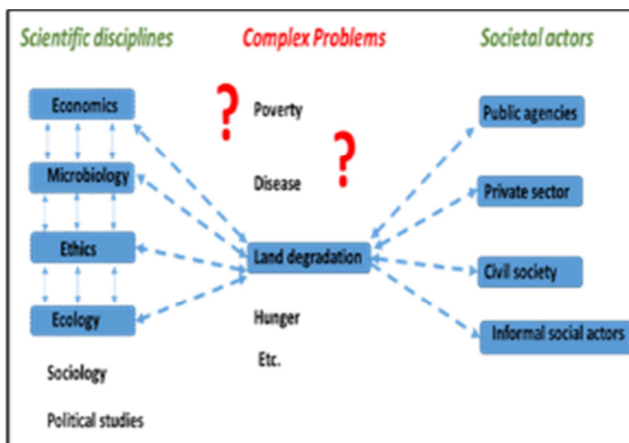 Scientific disciplines
Complex Problems
Societal actors
Economics
Microbiology
Ethics
Ecology
Sociology
Political studies
?
Poverty
?
Disease
Land degradation
Hunger
Etc.
Public agencies
Private sector
Civil society
Informal social actors